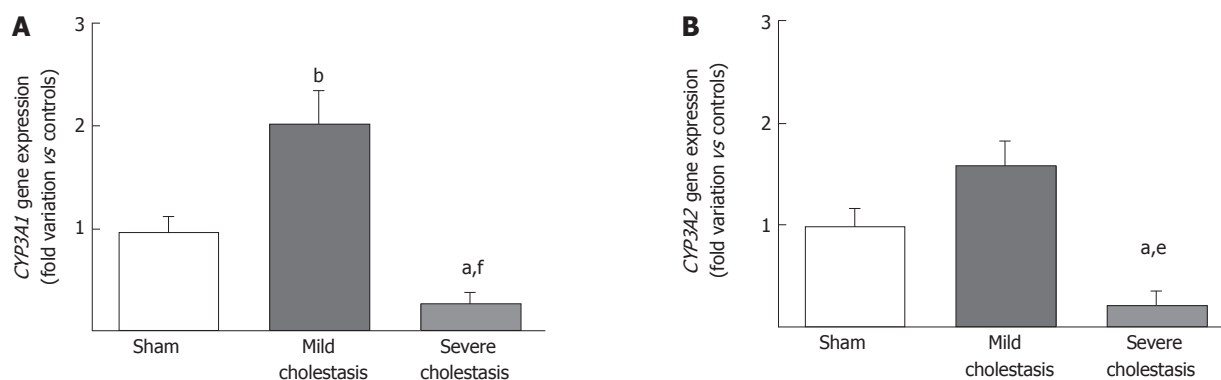 A
CYP3A1 gene expression
(fold variation vs controls)
3
2
1
b
a,f
Sham
Mild
cholestasis
Severe
cholestasis
B
CYP3A2 gene expression
(fold variation vs controls)
3
2
1
a,e
Sham
Mild
cholestasis
Severe
cholestasis